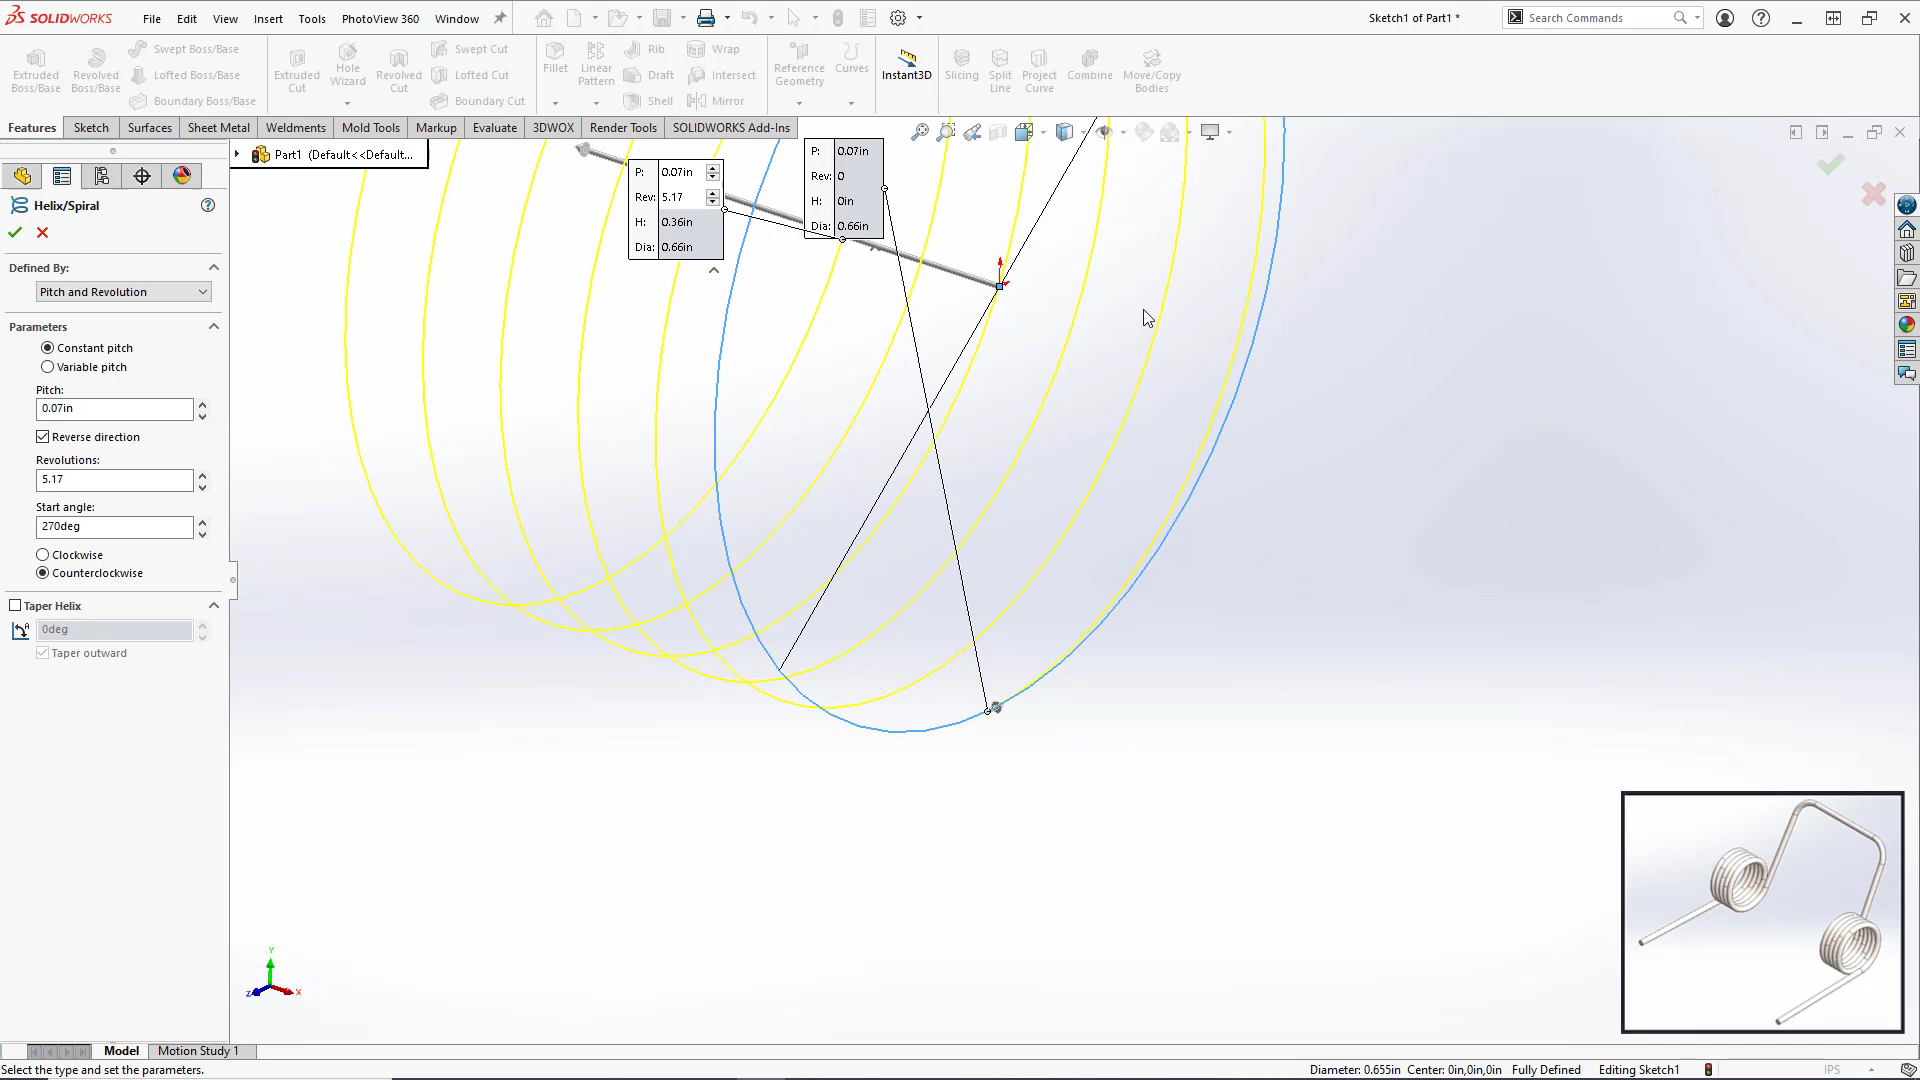 SOLIDWORKS
File Edit View Insert Tools PhotoView 360 Window
Sketch1 of Part1 *
Search Commands
Extruded Boss/Base
Revolved Boss/Base
Swept Boss/Base
Lofted Boss/Base
Boundary Boss/Base
Extruded Cut
Hole Wizard
Revolved Cut
Swept Cut
Lofted Cut
Boundary Cut
Fillet
Linear Pattern
Rib
Draft
Shell
Wrap
Intersect
Mirror
Reference Geometry
Curves
Instant3D
Slicing
Split Line
Project Curve
Combine
Move/Copy Bodies
Features Sketch Surfaces Sheet Metal Weldments Mold Tools Markup Evaluate 3DWOX Render Tools SOLIDWORKS Add-Ins
Part1 (Default<<Default...
Helix/Spiral
Defined By:
Pitch and Revolution
Parameters
Constant pitch
Variable pitch
Pitch:
0.07in
Reverse direction
Revolutions:
5.17
Start angle:
270deg
Clockwise
Counterclockwise
Taper Helix
0deg
Taper outward
P: 0.07in
Rev: 5.17
H: 0.36in
Dia: 0.66in
P: 0.07in
Rev: 0
H: 0in
Dia: 0.66in
Y
Z
X
Model Motion Study 1
Select the type and set the parameters.
Diameter: 0.655in Center: 0in,0in,0in Fully Defined Editing Sketch1 IPS